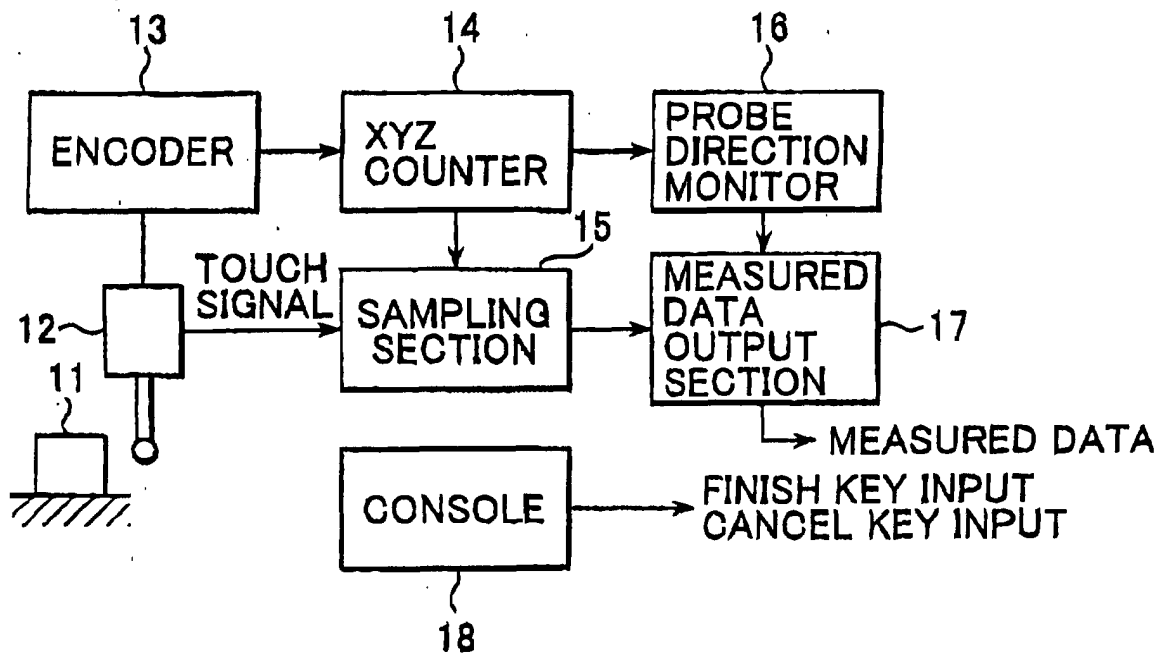 13
14
16
ENCODER
XYZ
COUNTER
PROBE
DIRECTION
MONITOR
15
TOUCH
SIGNAL
12
SAMPLING
SECTION
MEASURED
DATA
OUTPUT
SECTION
17
11
MEASURED DATA
CONSOLE
FINISH KEY INPUT
CANCEL KEY INPUT
18